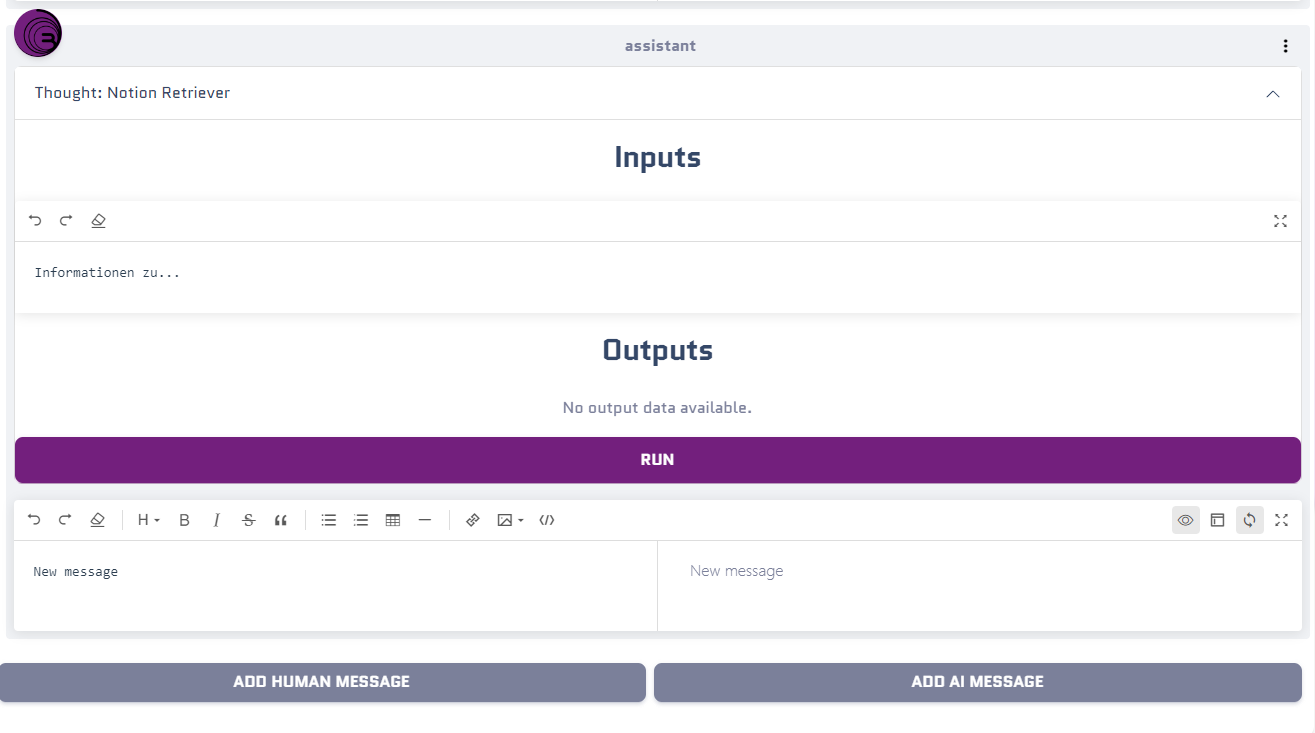 assistant
Thought: Notion Retriever
Inputs
Informationen zu...
Outputs
No output data available.
RUN
H B I S
New message
New message
ADD HUMAN MESSAGE
ADD AI MESSAGE